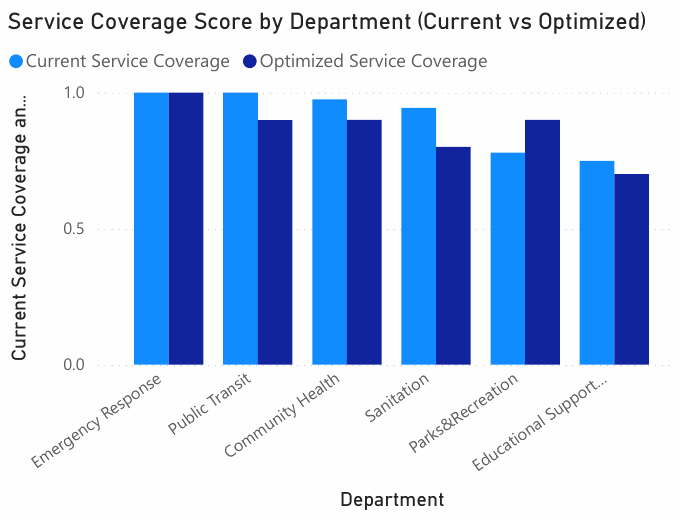 Service Coverage Score by Department (Current vs Optimized)
Current Service Coverage Optimized Service Coverage
Current Service Coverage an...
1.0
0.5
0.0
Emergency Response
Public Transit
Community Health
Sanitation
Parks&Recreation
Educational Support...
Department